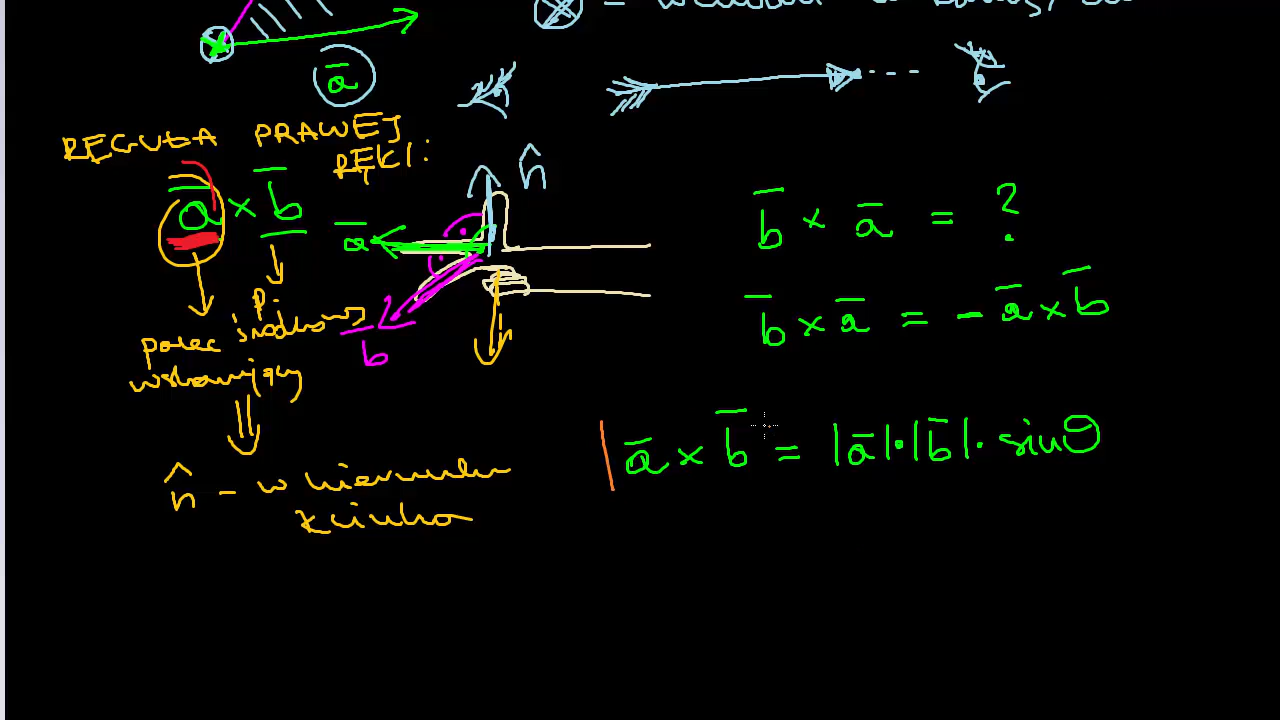 ā
REGUŁA PRAWEJ
RĘKI:
n̂
ā × b̄
ā
b̄ × ā = ?
p.
środkowy
palec
wskazujący
b̄
b̄ × ā = - ā × b̄
| ā × b̄ = |ā|·|b̄|· sinθ
n̂ - w kierunku
kciuka